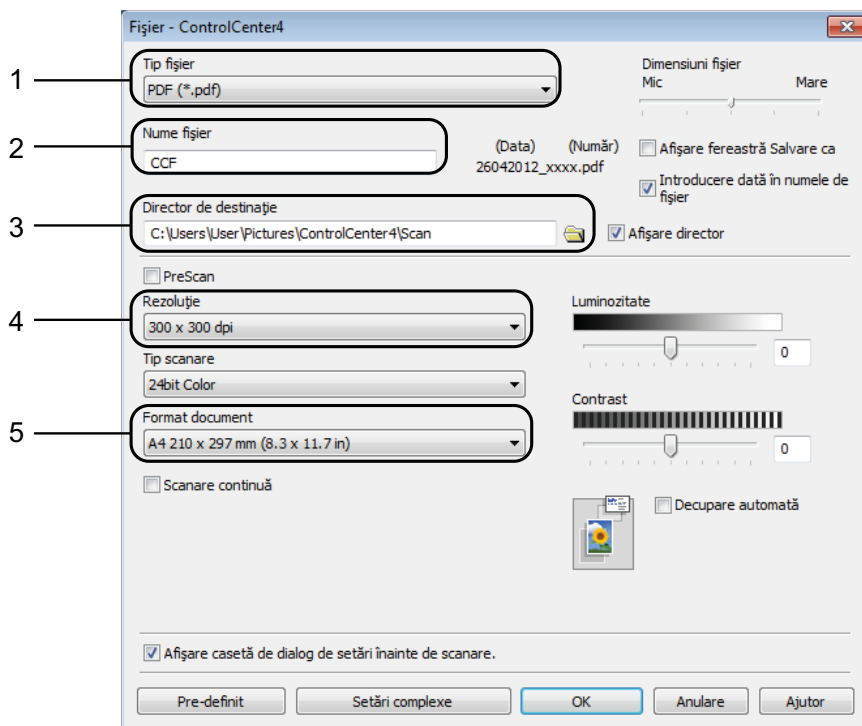 Fişier - ControlCenter4
1
Tip fişier
PDF (*.pdf)
Dimensiuni fişier
Mic Mare
2
Nume fişier
CCF
(Data) (Număr)
26042012_xxxx.pdf
Afişare fereastră Salvare ca
Introducere dată în numele de
fişier
3
Director de destinaţie
C:\Users\User\Pictures\ControlCenter4\Scan
Afişare director
PreScan
4
Rezoluţie
300 x 300 dpi
Luminozitate
0
Tip scanare
24bit Color
5
Format document
A4 210 x 297 mm (8.3 x 11.7 in)
Contrast
0
Scanare continuă
Decupare automată
Afişare casetă de dialog de setări înainte de scanare.
Pre-definit Setări complexe OK Anulare Ajutor